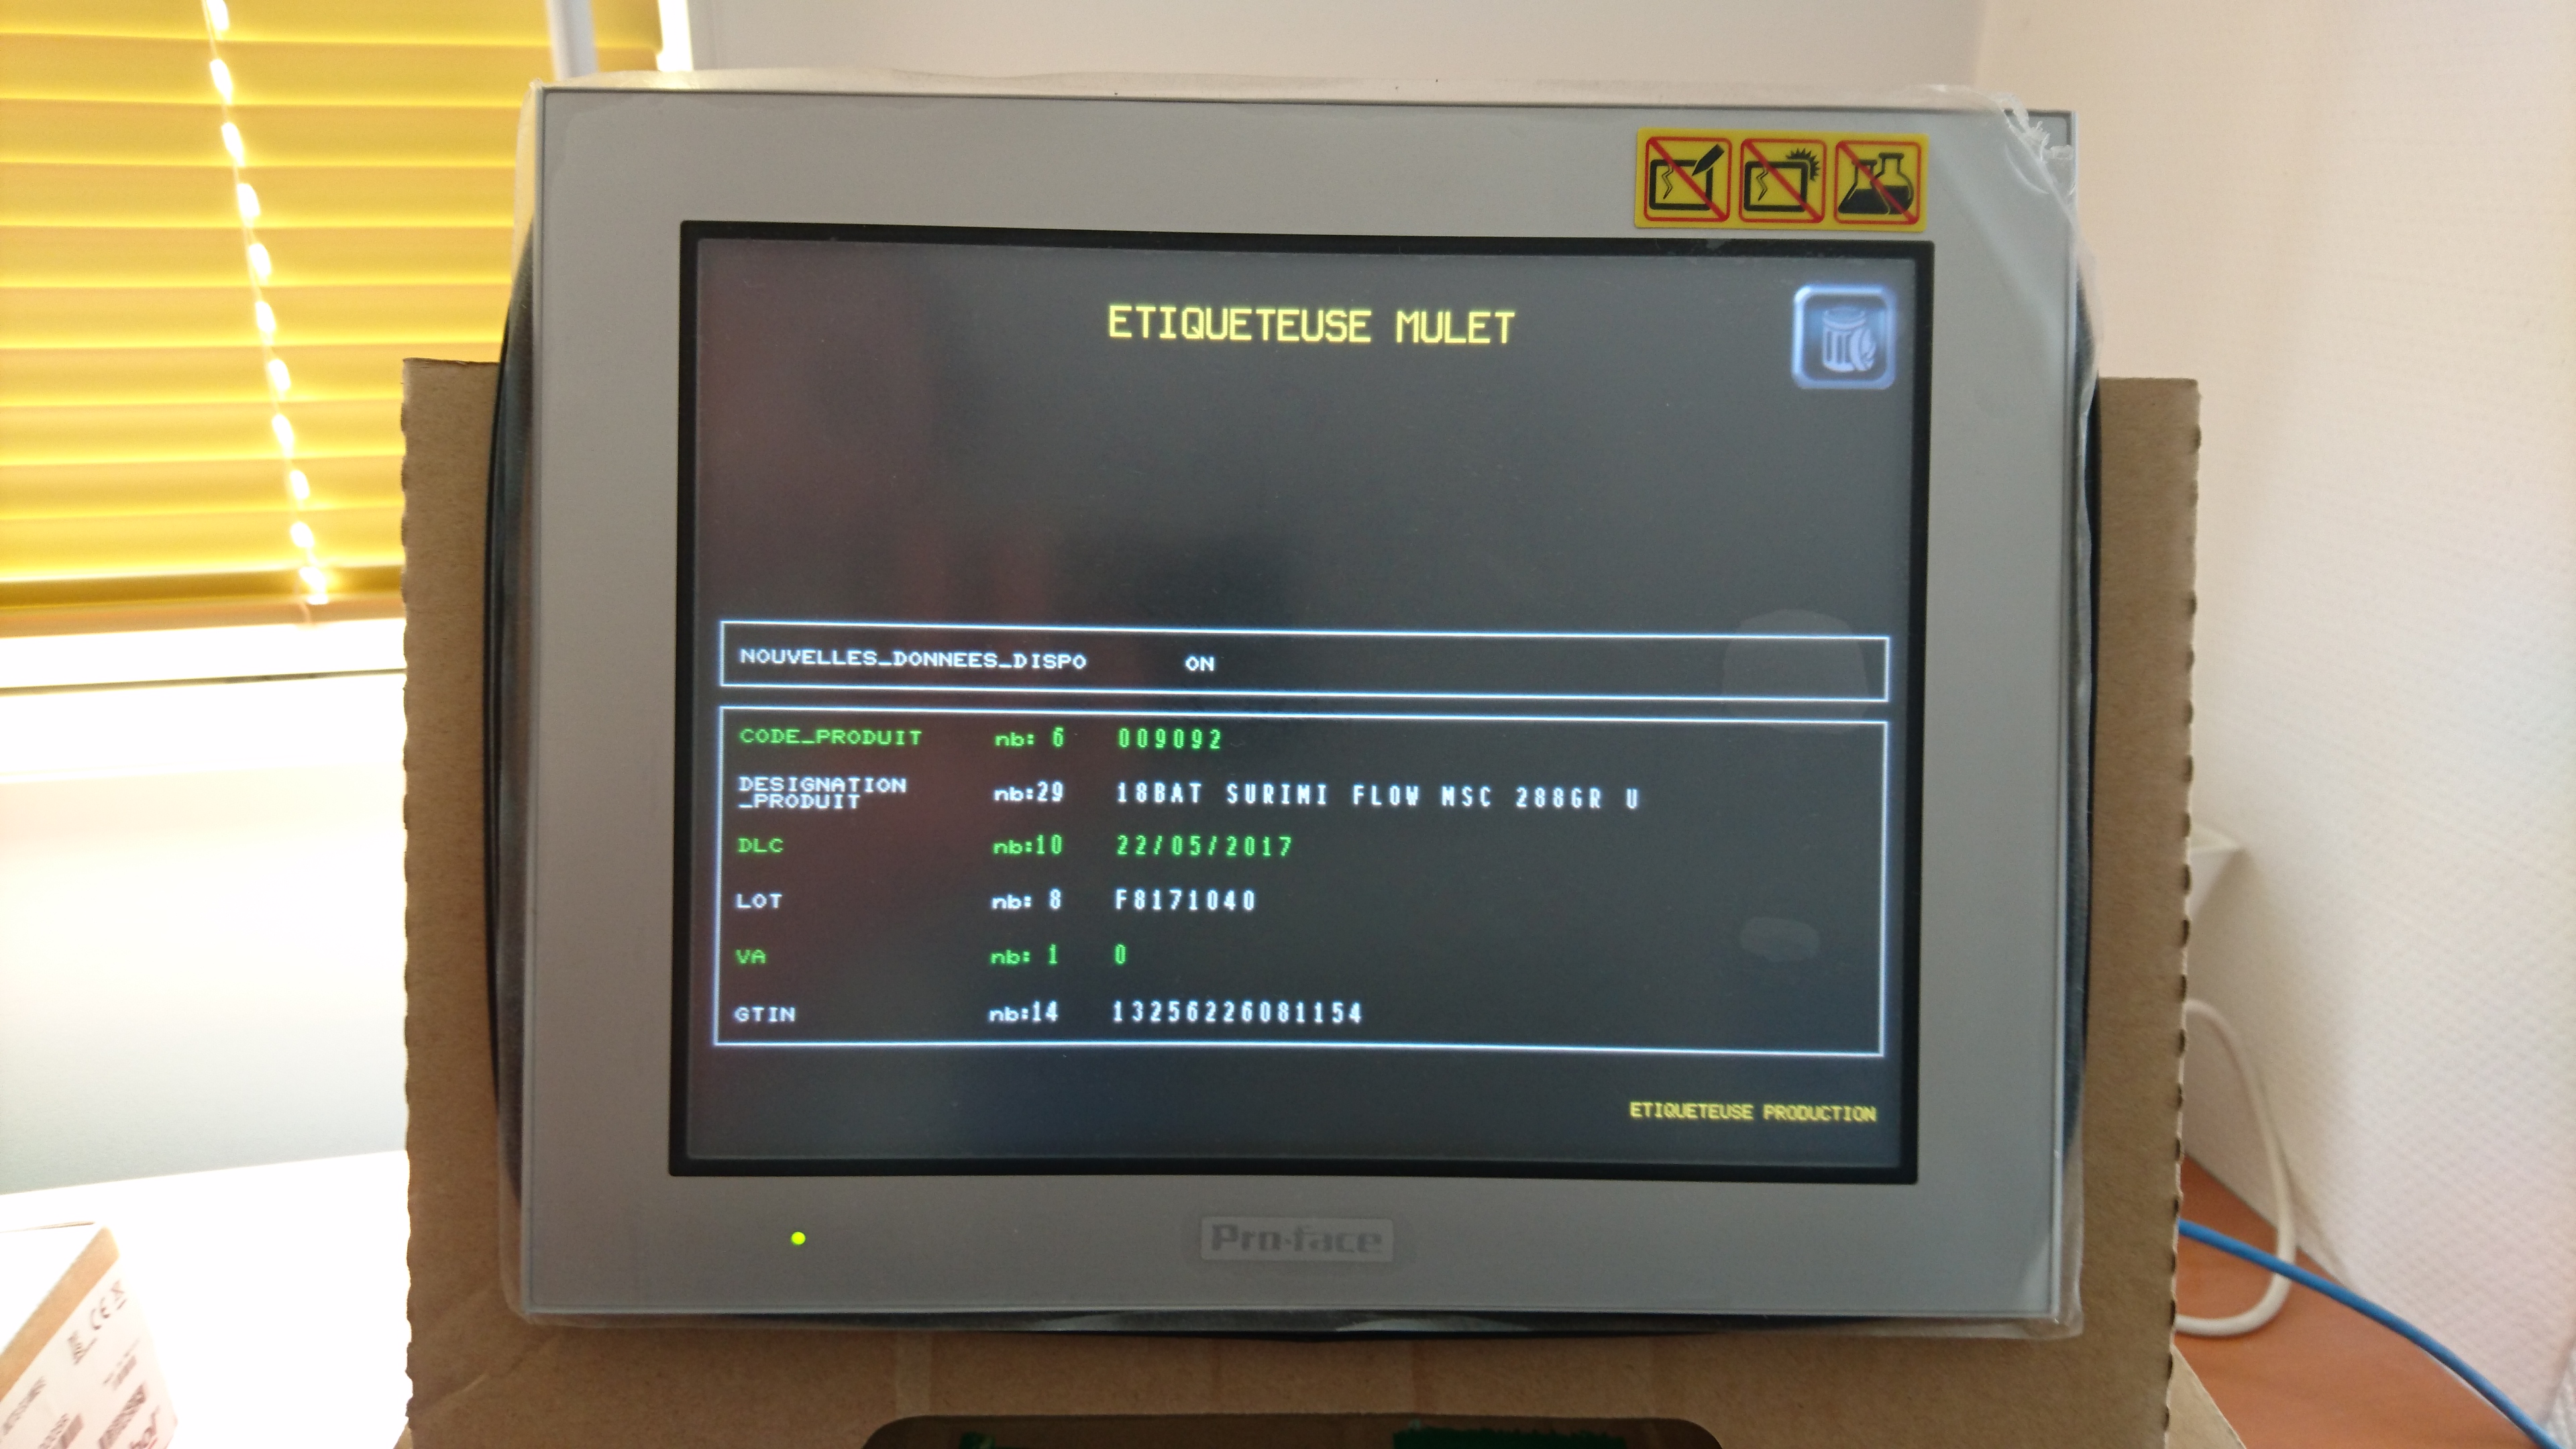 ETIQUETEUSE MULET
NOUVELLES_DONNEES_DISPO ON
CODE_PRODUIT nb: 6 009092
DESIGNATION
_PRODUIT nb:29 18BAT SURIMI FLOW MSC 288GR U
DLC nb:10 22/05/2017
LOT nb: 8 F8171040
VA nb: 1 0
GTIN nb:14 13256226081154
ETIQUETEUSE PRODUCTION
Pro-face
CE